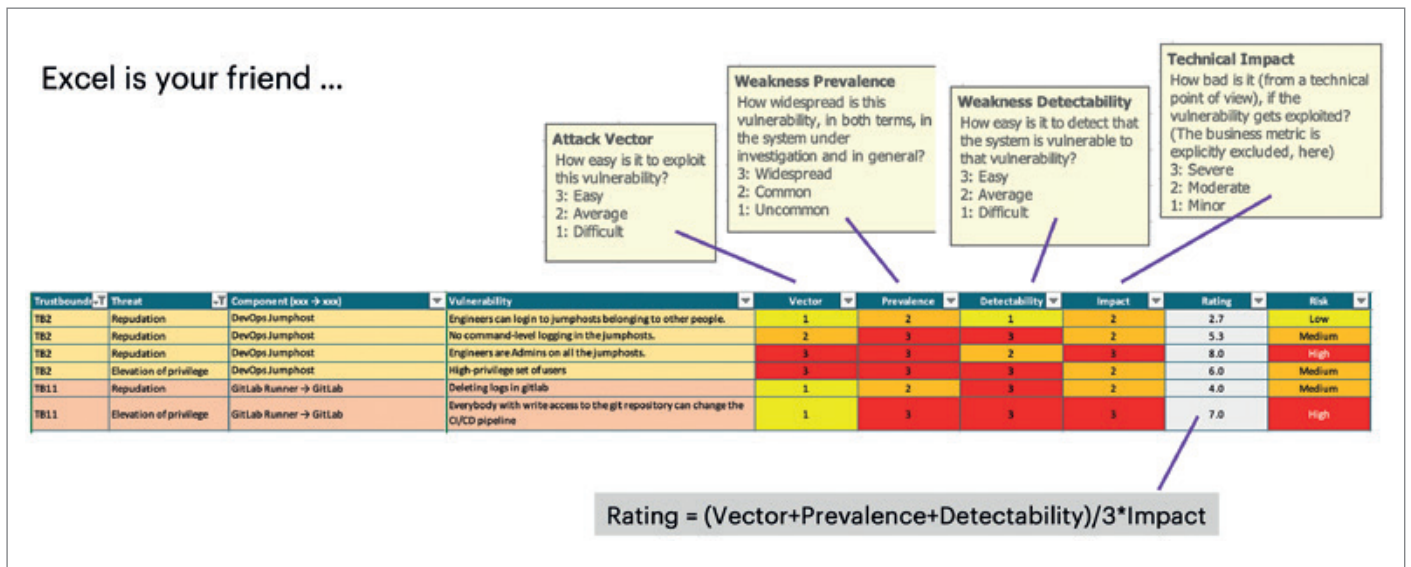 Excel is your friend ...
Attack Vector
How easy is it to exploit
this vulnerability?
3: Easy
2: Average
1: Difficult
Weakness Prevalence
How widespread is this
vulnerability, in both terms, in
the system under
investigation and in general?
3: Widespread
2: Common
1: Uncommon
Weakness Detectability
How easy is it to detect that
the system is vulnerable to
that vulnerability?
3: Easy
2: Average
1: Difficult
Technical Impact
How bad is it (from a technical
point of view), if the
vulnerability gets exploited?
(The business metric is
explicitly excluded, here)
3: Severe
2: Moderate
1: Minor
Threat Component (xxx → xxx) Vulnerability Vector Prevalence Detectability Impact Rating Risk
TB2 Repudation DevOps Jumphost Engineers can login to jumphosts belonging to other people. 1 2 1 2 2.7 Low
TB2 Repudation DevOps Jumphost No command-level logging in the jumphosts. 2 3 3 2 5.3 Medium
TB2 Repudation DevOps Jumphost Engineers are Admins on all the jumphosts. 3 3 2 3 8.0 High
TB2 Elevation of privilege DevOps Jumphost High-privilege set of users 3 3 3 2 6.0 Medium
TB11 Repudation GitLab Runner → GitLab Deleting logs in gitlab 1 2 3 2 4.0 Medium
TB11 Elevation of privilege GitLab Runner → GitLab Everybody with write access to the git repository can change the
CI/CD pipeline 1 3 3 3 7.0 High
Rating = (Vector+Prevalence+Detectability)/3*Impact